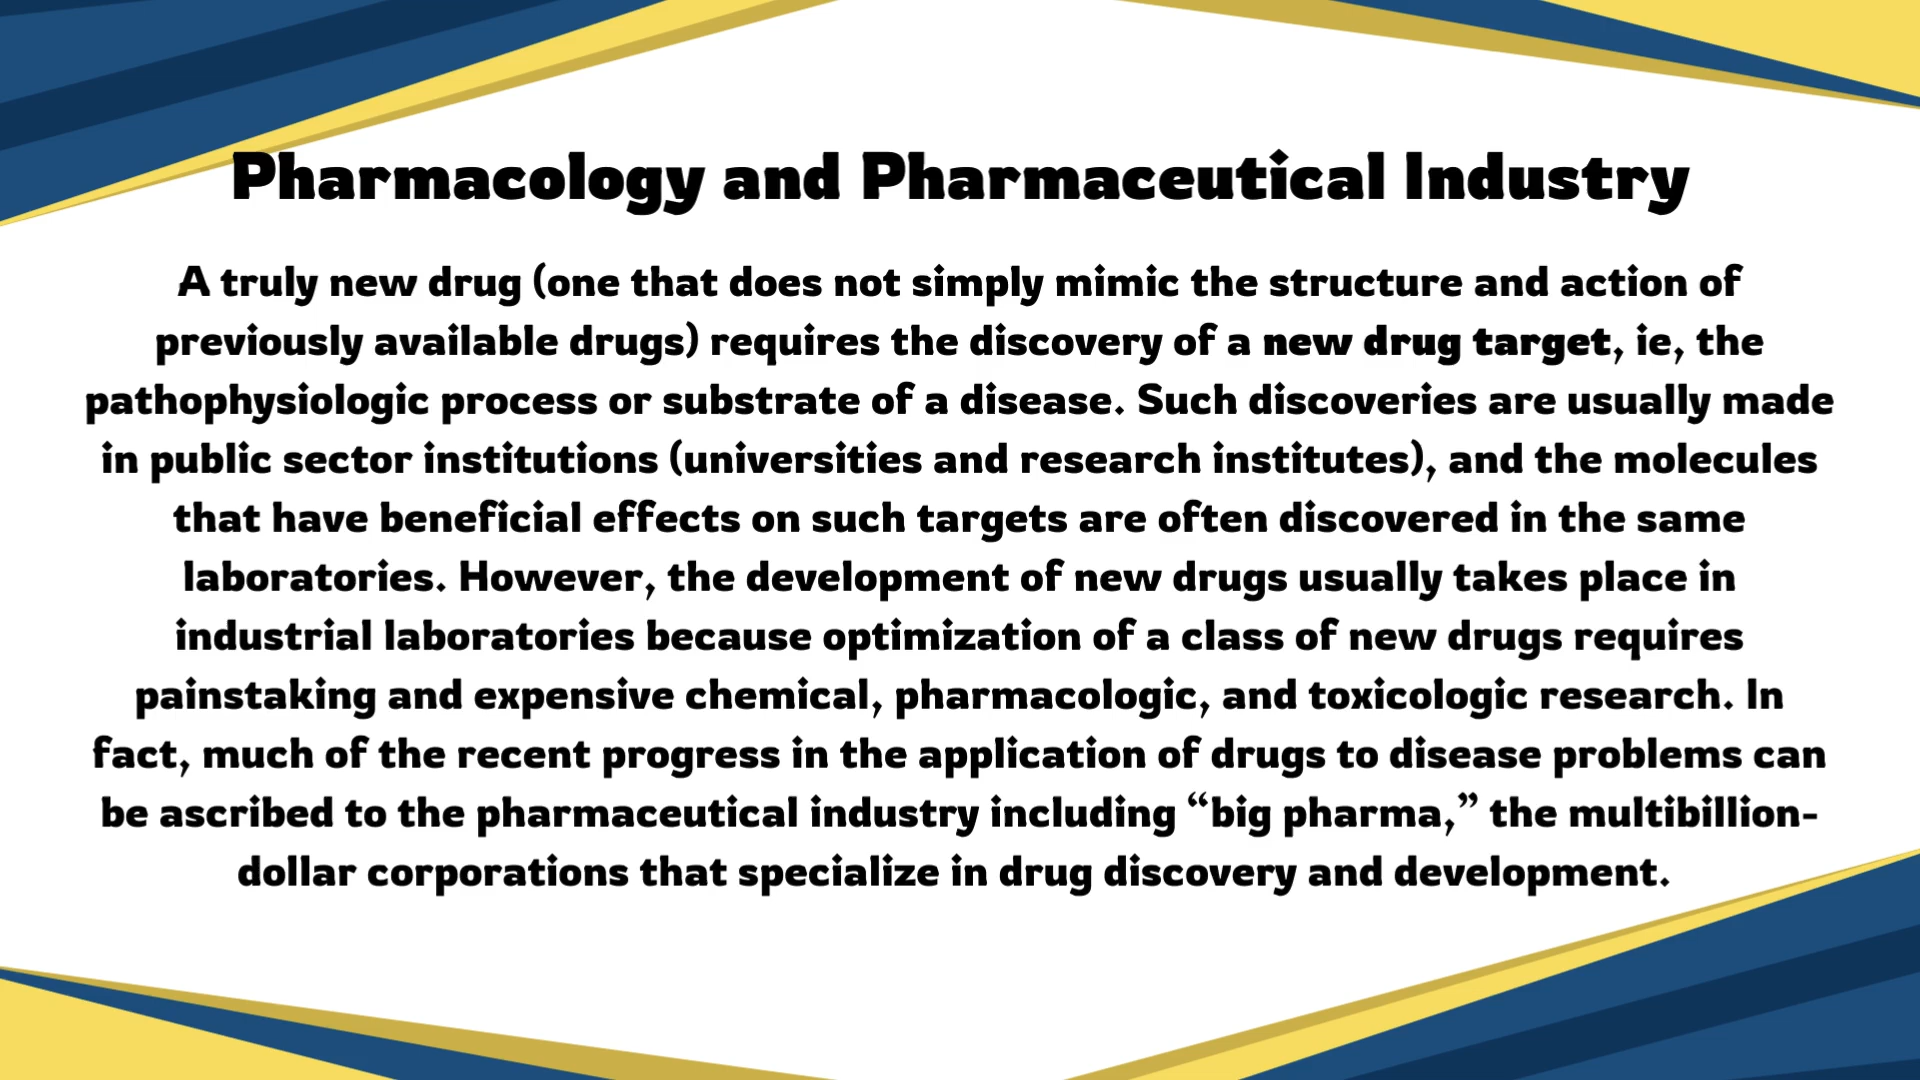 Pharmacology and Pharmaceutical Industry
A truly new drug (one that does not simply mimic the structure and action of
previously available drugs) requires the discovery of a new drug target, ie, the
pathophysiologic process or substrate of a disease. Such discoveries are usually made
in public sector institutions (universities and research institutes), and the molecules
that have beneficial effects on such targets are often discovered in the same
laboratories. However, the development of new drugs usually takes place in
industrial laboratories because optimization of a class of new drugs requires
painstaking and expensive chemical, pharmacologic, and toxicologic research. In
fact, much of the recent progress in the application of drugs to disease problems can
be ascribed to the pharmaceutical industry including “big pharma,” the multibillion-
dollar corporations that specialize in drug discovery and development.